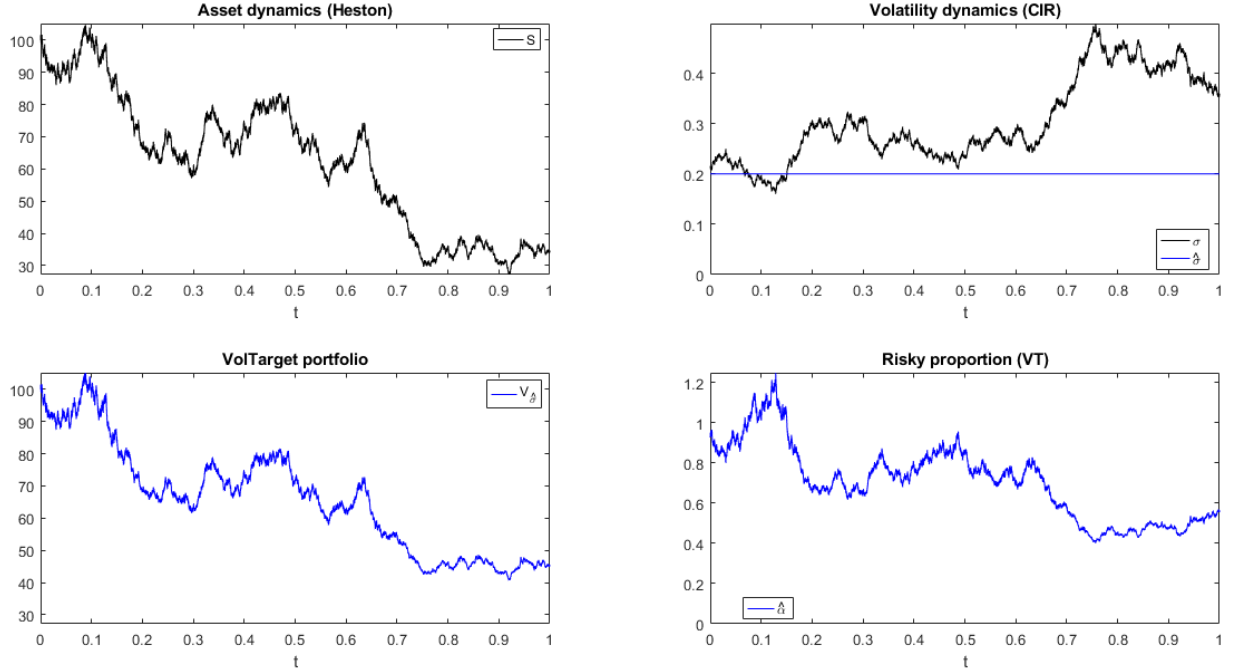 Asset dynamics (Heston)
S
100
90
80
70
60
50
40
30
0 0.1 0.2 0.3 0.4 0.5 0.6 0.7 0.8 0.9 1
t
Volatility dynamics (CIR)
0.4
0.3
0.2
0.1
0
σ
σ̂
0 0.1 0.2 0.3 0.4 0.5 0.6 0.7 0.8 0.9 1
t
VolTarget portfolio
V_σ̂
100
90
80
70
60
50
40
30
0 0.1 0.2 0.3 0.4 0.5 0.6 0.7 0.8 0.9 1
t
Risky proportion (VT)
1.2
1
0.8
0.6
0.4
0.2
0
α̂
0 0.1 0.2 0.3 0.4 0.5 0.6 0.7 0.8 0.9 1
t